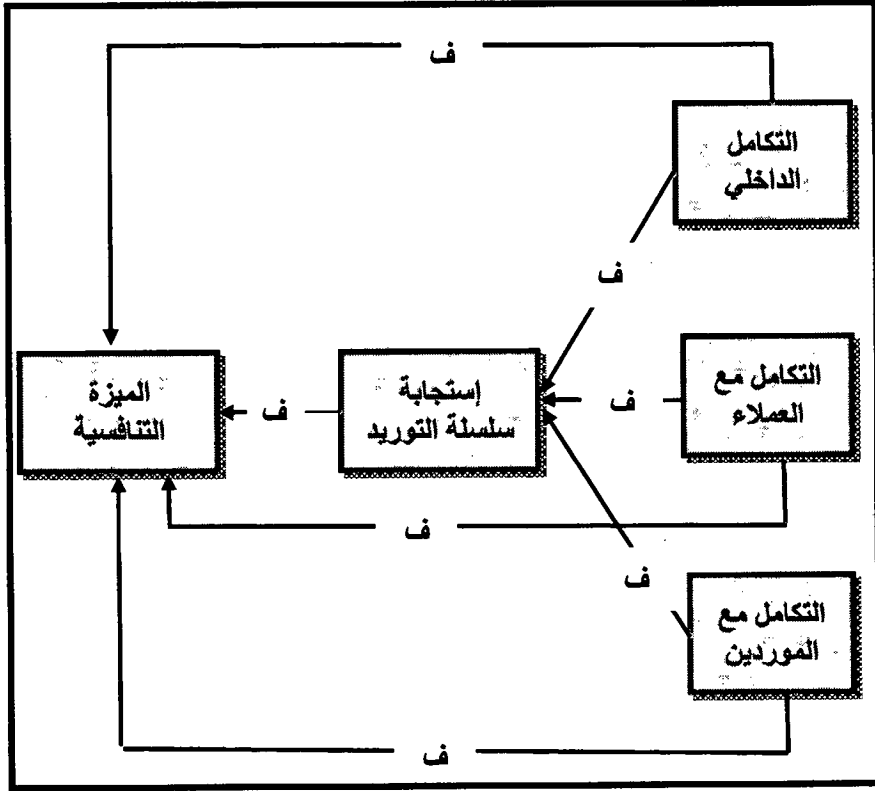 ف
التكامل
الداخلي
ف
التكامل مع
العملاء
ف
إستجابة
سلسلة التوريد
ف
الميزة
التنافسية
ف
ف
التكامل مع
الموردين
ف